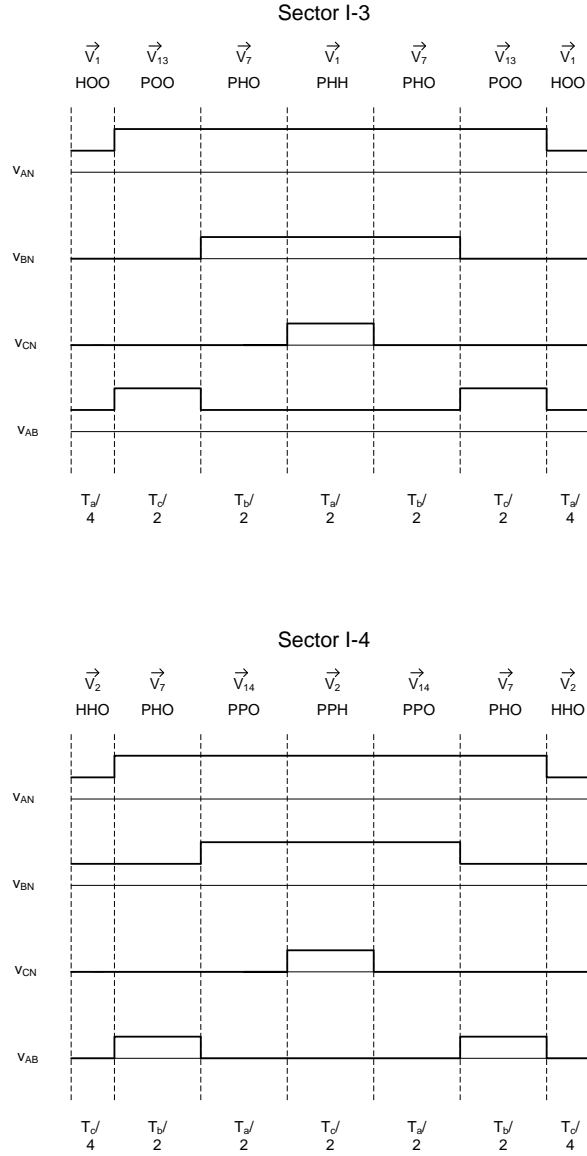 Sector I-3
V1 V13 V7 V1 V7 V13 V1
HOO POO PHO PHH PHO POO HOO
vAN
vBN
vCN
vAB
Ta/ Tc/ Tb/ Ta/ Tb/ Tc/ Ta/
4 2 2 2 2 2 4
Sector I-4
V2 V7 V14 V2 V14 V7 V2
HHO PHO PPO PPH PPO PHO HHO
vAN
vBN
vCN
vAB
Tc/ Tb/ Ta/ Tc/ Ta/ Tb/ Tc/
4 2 2 2 2 2 4